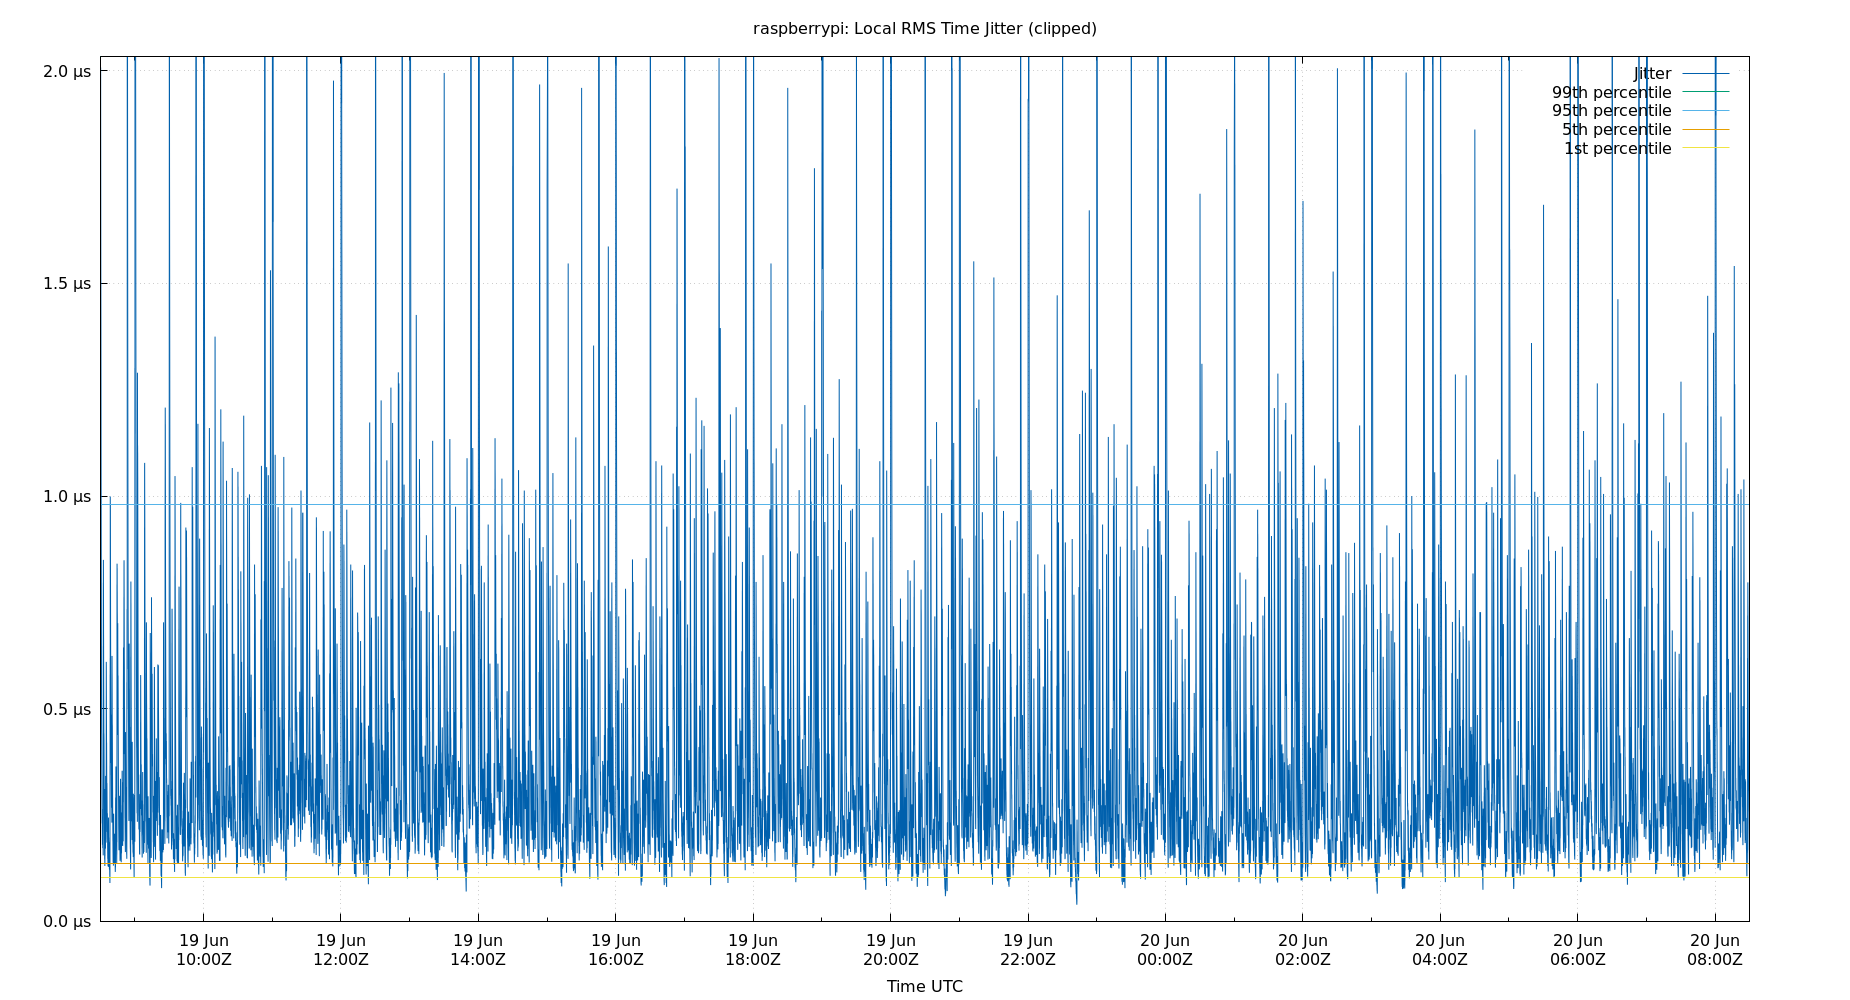 raspberrypi: Local RMS Time Jitter (clipped)
2.0 µs
1.5 µs
1.0 µs
0.5 µs
0.0 µs
Jitter
99th percentile
95th percentile
5th percentile
1st percentile
19 Jun 19 Jun 19 Jun 19 Jun 19 Jun 19 Jun 19 Jun 20 Jun 20 Jun 20 Jun 20 Jun 20 Jun
10:00Z 12:00Z 14:00Z 16:00Z 18:00Z 20:00Z 22:00Z 00:00Z 02:00Z 04:00Z 06:00Z 08:00Z
Time UTC